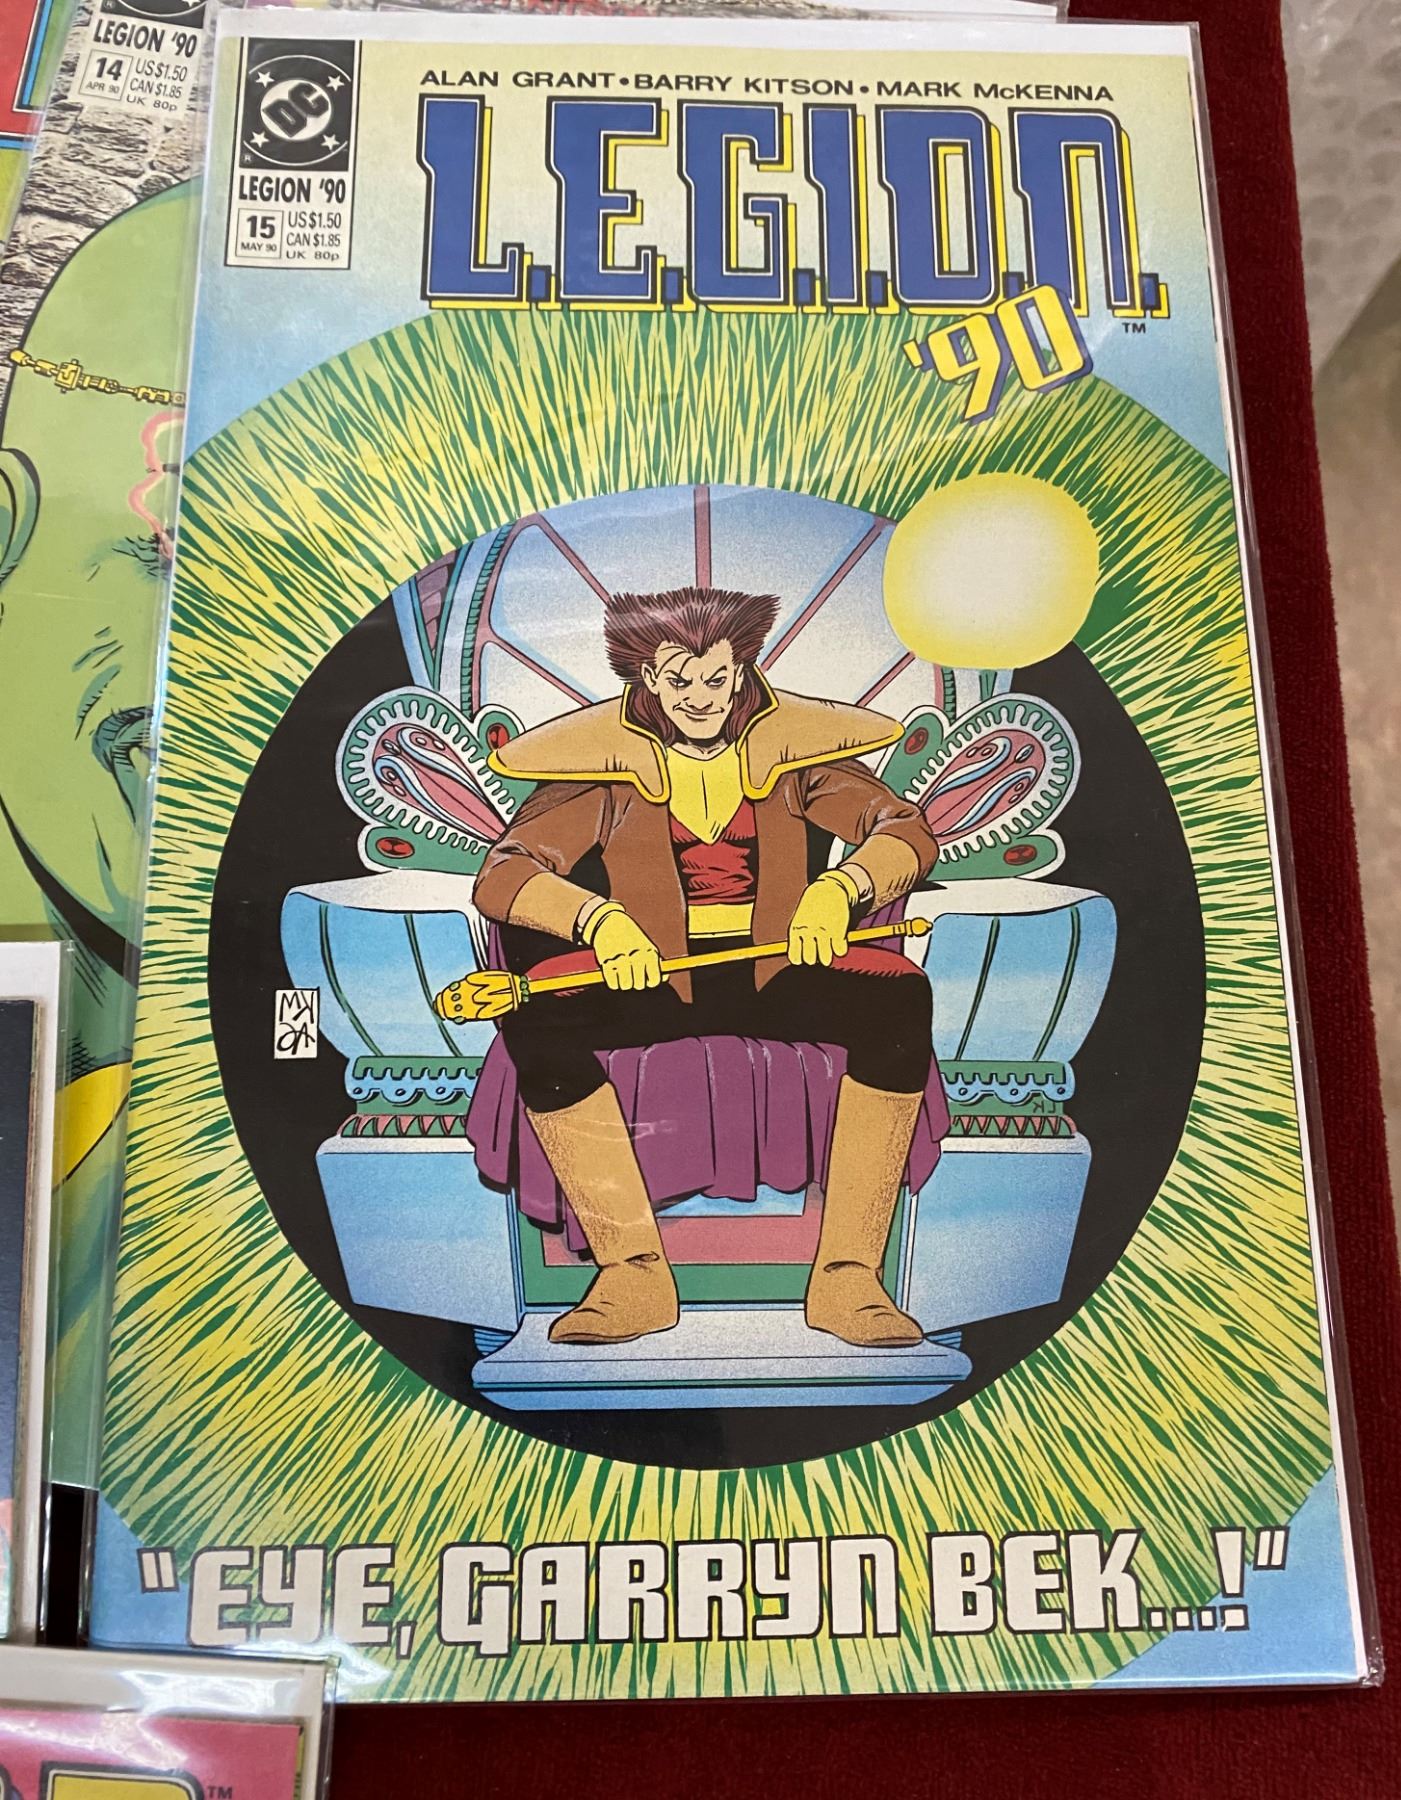 LEGION '90
14
APR 90
US$1.50
CAN $1.85
UK 80p
DC
®
LEGION '90
15
MAY 90
US$1.50
CAN $1.85
UK 80p
ALAN GRANT • BARRY KITSON • MARK McKENNA
L.E.G.I.O.N.
'90
TM
"EYE, GARRYN BEK...!"
TM